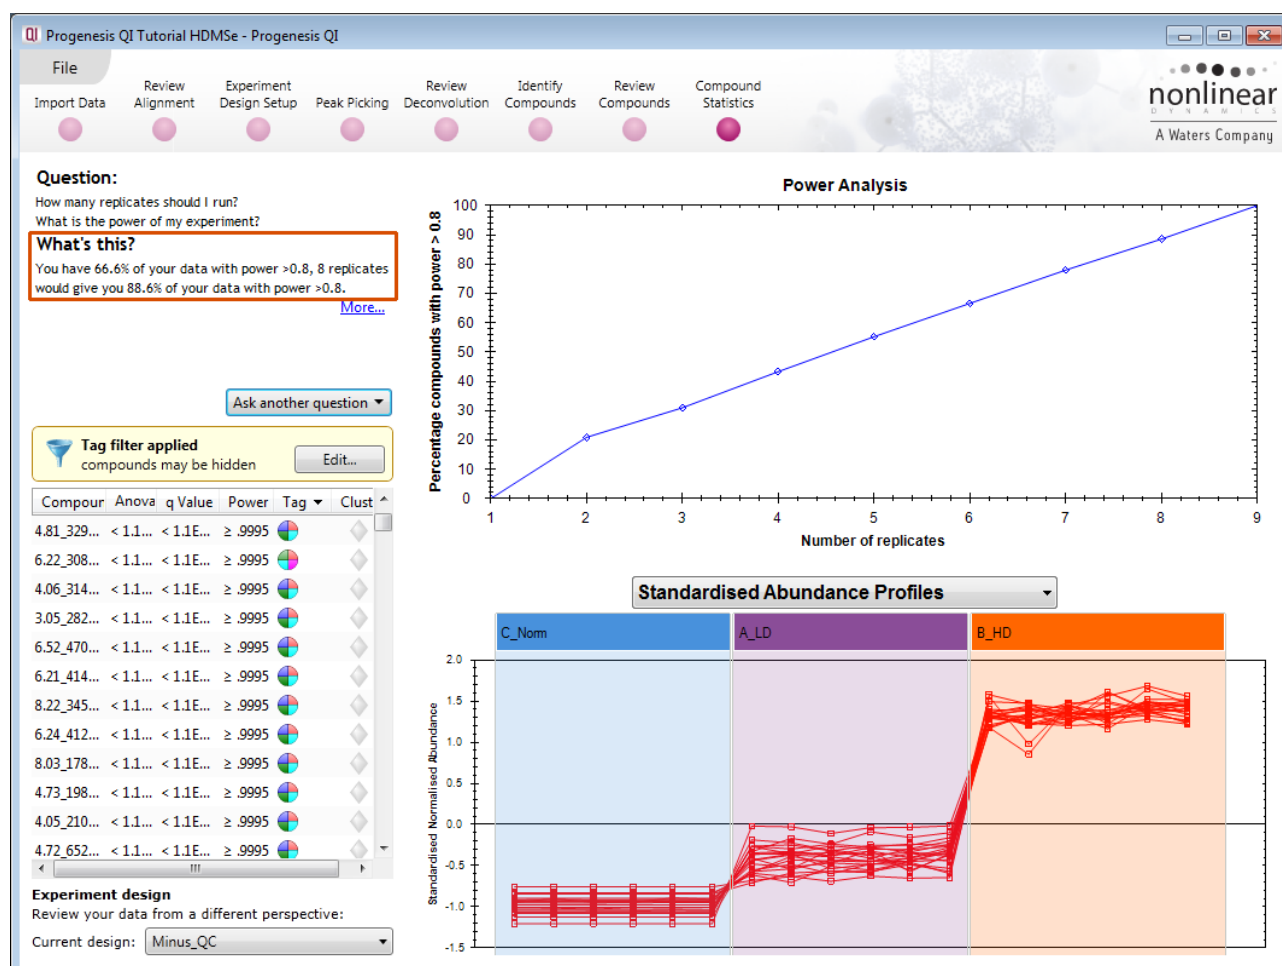 QI Progenesis QI Tutorial HDMSe - Progenesis QI
File
Import Data
Review Alignment
Experiment Design Setup
Peak Picking
Review Deconvolution
Identify Compounds
Review Compounds
Compound Statistics
nonlinear
DYNAMICS
A Waters Company
Question:
How many replicates should I run?
What is the power of my experiment?
What's this?
You have 66.6% of your data with power >0.8, 8 replicates
would give you 88.6% of your data with power >0.8.
More...
Ask another question
Tag filter applied
compounds may be hidden
Edit...
Compour Anova q Value Power Tag Clust
4.81_329... < 1.1... < 1.1E... ≥ .9995
6.22_308... < 1.1... < 1.1E... ≥ .9995
4.06_314... < 1.1... < 1.1E... ≥ .9995
3.05_282... < 1.1... < 1.1E... ≥ .9995
6.52_470... < 1.1... < 1.1E... ≥ .9995
6.21_414... < 1.1... < 1.1E... ≥ .9995
8.22_345... < 1.1... < 1.1E... ≥ .9995
6.24_412... < 1.1... < 1.1E... ≥ .9995
8.03_178... < 1.1... < 1.1E... ≥ .9995
4.73_198... < 1.1... < 1.1E... ≥ .9995
4.05_210... < 1.1... < 1.1E... ≥ .9995
4.72_652... < 1.1... < 1.1E... ≥ .9995
Experiment design
Review your data from a different perspective:
Current design: Minus_QC
Power Analysis
Percentage compounds with power > 0.8
100
90
80
70
60
50
40
30
20
10
0
1 2 3 4 5 6 7 8 9
Number of replicates
Standardised Abundance Profiles
C_Norm A_LD B_HD
Standardised Normalised Abundance
2.0
1.5
1.0
0.5
0.0
-0.5
-1.0
-1.5